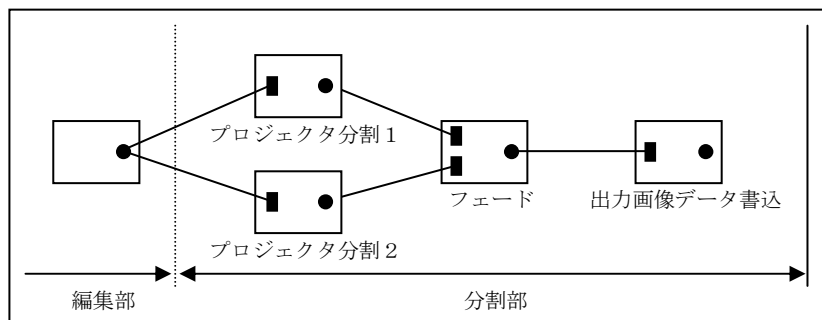 プロジェクタ分割１
プロジェクタ分割２
フェード
出力画像データ書込
編集部
分割部